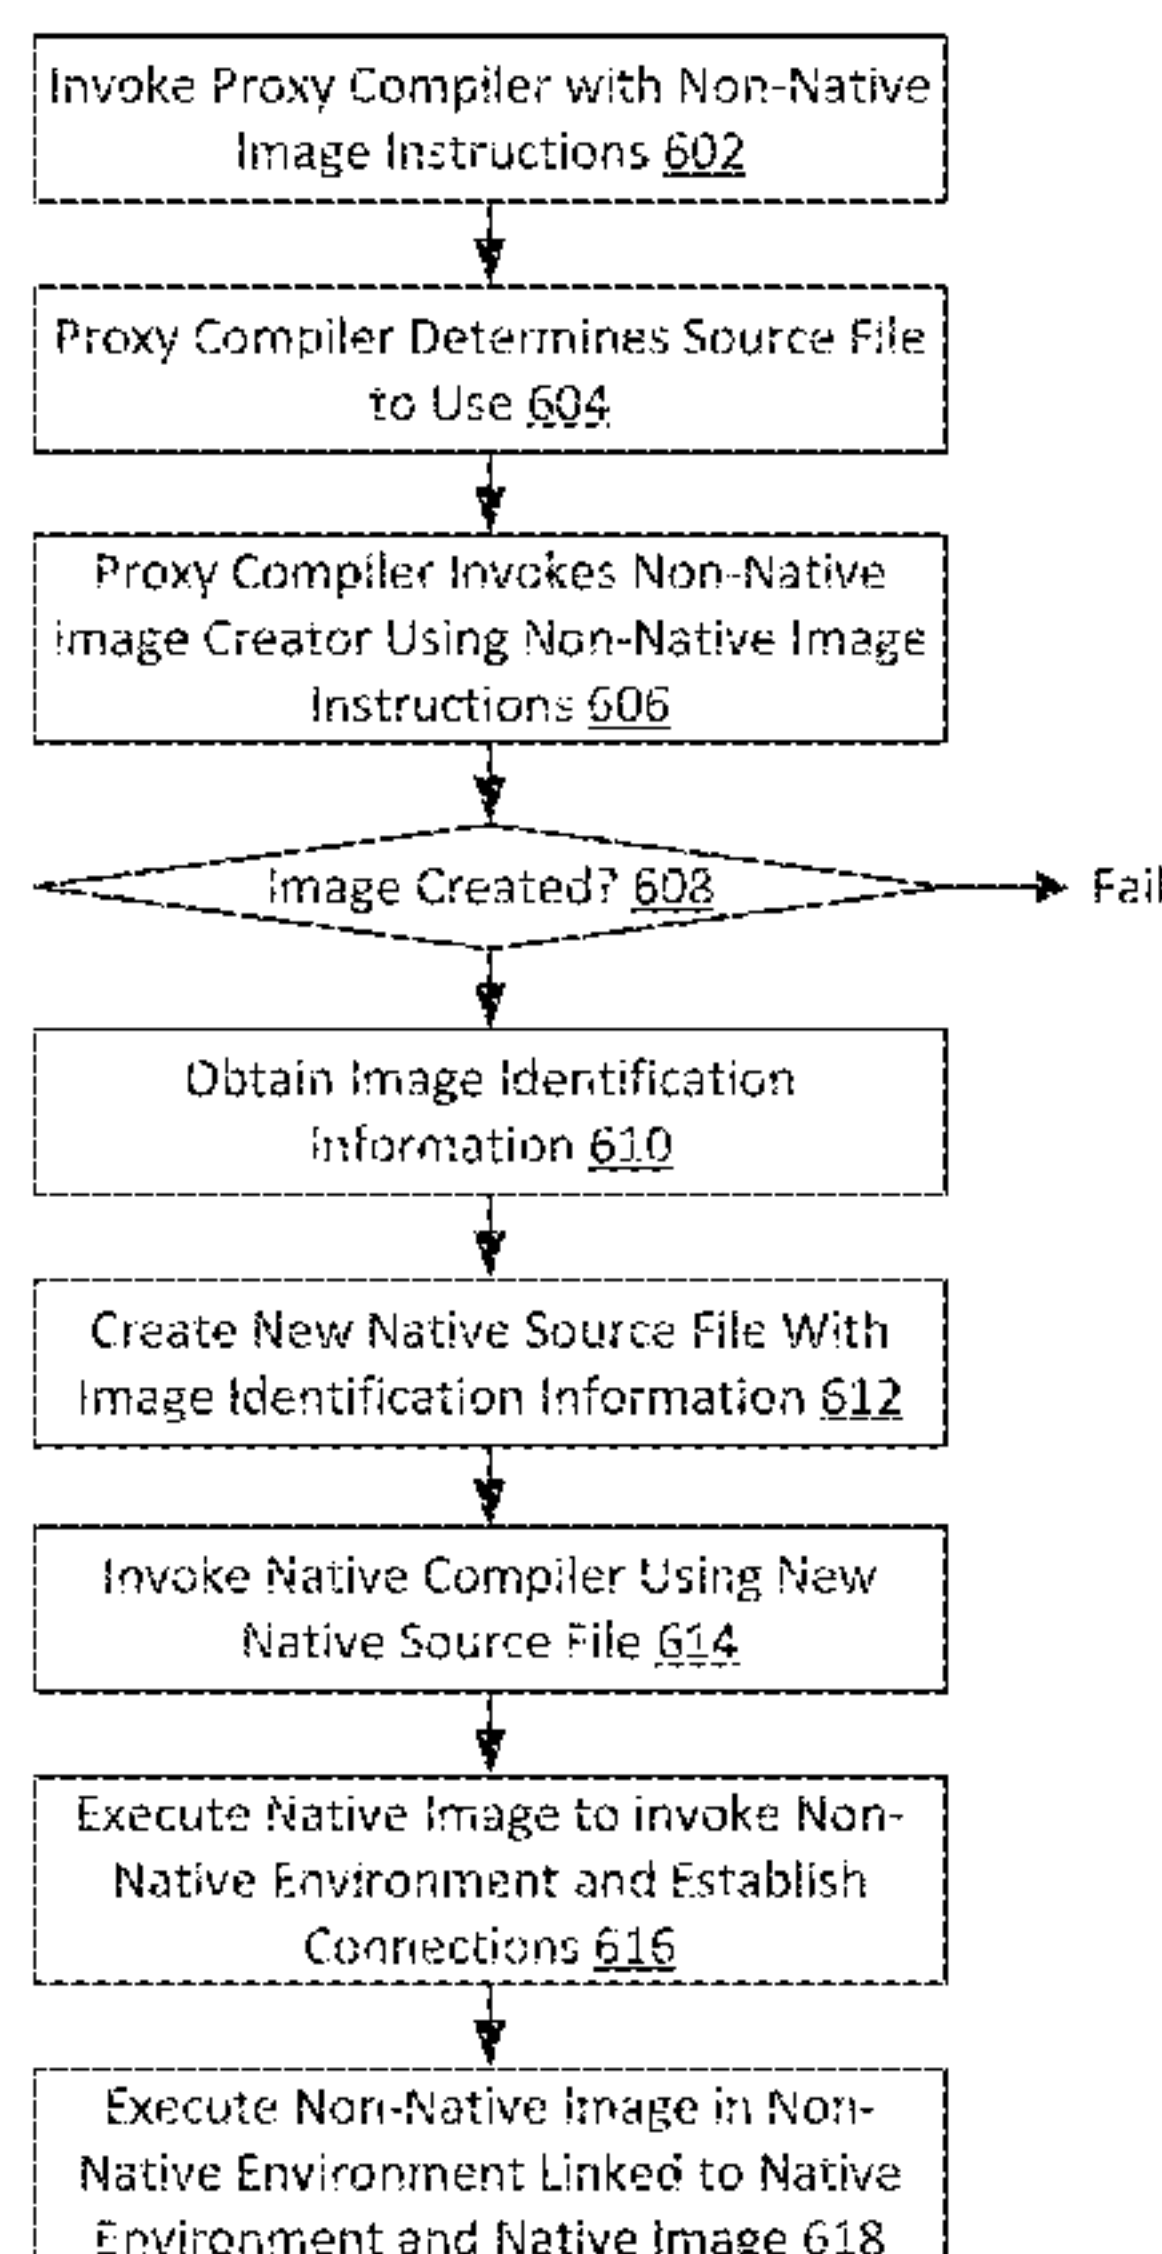 Invoke Proxy Compiler with Non-Native
Image Instructions 602
Proxy Compiler Determines Source File
to Use 604
Proxy Compiler Invokes Non-Native
Image Creator Using Non-Native Image
Instructions 606
Image Created? 608
Fail
Obtain Image Identification
Information 610
Create New Native Source File With
Image Identification Information 612
Invoke Native Compiler Using New
Native Source File 614
Execute Native Image to invoke Non-
Native Environment and Establish
Connections 616
Execute Non-Native Image in Non-
Native Environment Linked to Native
Environment and Native Image 618